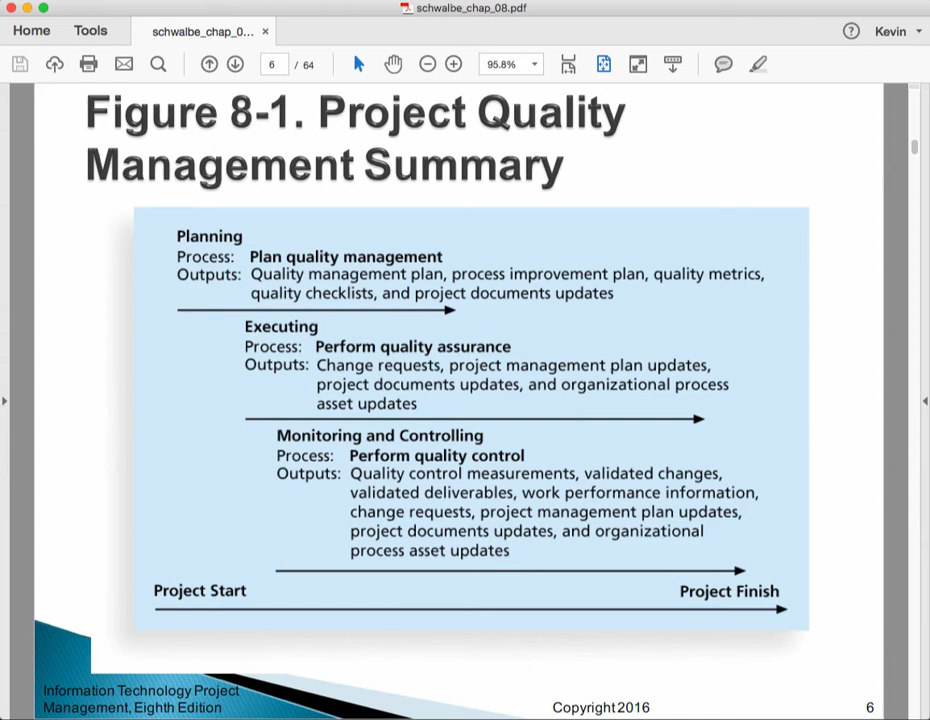 schwalbe_chap_08.pdf
Home Tools schwalbe_chap_0... × ? Kevin
6 / 64 95.8%
Figure 8-1. Project Quality
Management Summary
Planning
Process: Plan quality management
Outputs: Quality management plan, process improvement plan, quality metrics,
quality checklists, and project documents updates
Executing
Process: Perform quality assurance
Outputs: Change requests, project management plan updates,
project documents updates, and organizational process
asset updates
Monitoring and Controlling
Process: Perform quality control
Outputs: Quality control measurements, validated changes,
validated deliverables, work performance information,
change requests, project management plan updates,
project documents updates, and organizational
process asset updates
Project Start Project Finish
Information Technology Project
Management, Eighth Edition Copyright 2016 6